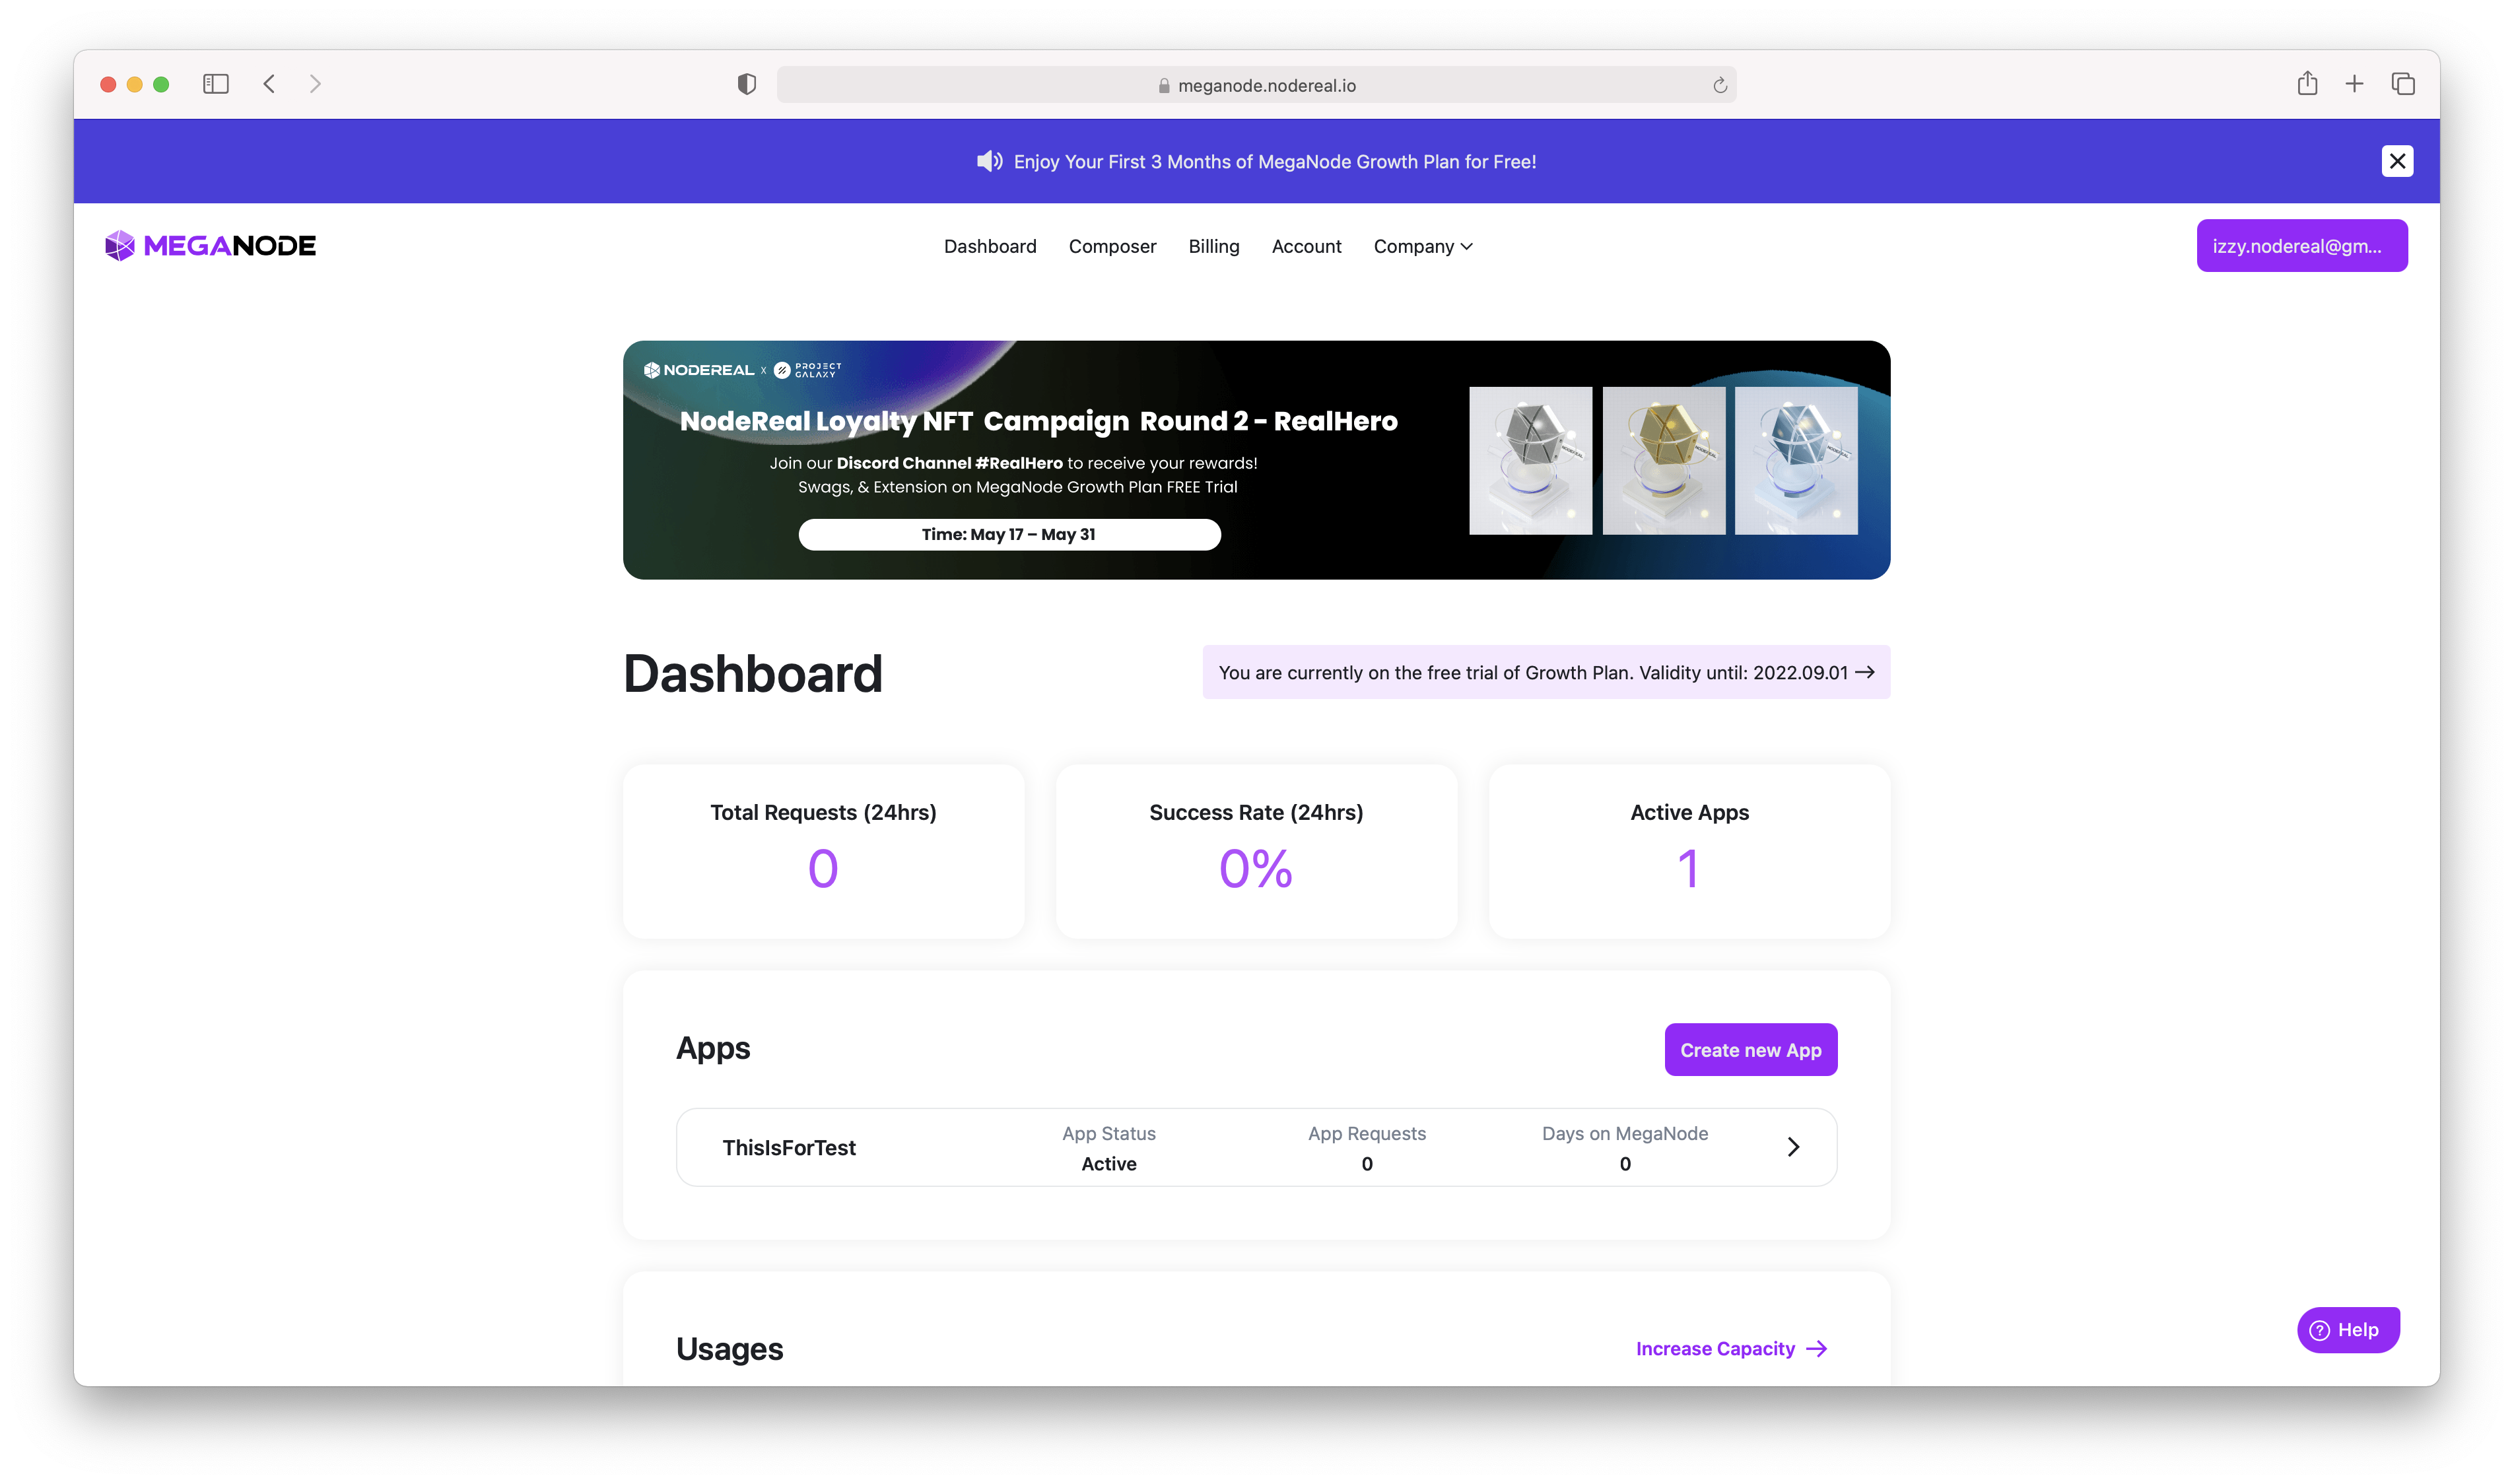 meganode.nodereal.io
Enjoy Your First 3 Months of MegaNode Growth Plan for Free!
MEGANODE
Dashboard
Composer
Billing
Account
Company
izzy.nodereal@gm...
NODEREAL x PROJECT GALAXY
NodeReal Loyalty NFT Campaign Round 2 – RealHero
Join our Discord Channel #RealHero to receive your rewards!
Swags, & Extension on MegaNode Growth Plan FREE Trial
Time: May 17 – May 31
Dashboard
You are currently on the free trial of Growth Plan. Validity until: 2022.09.01 →
Total Requests (24hrs)
0
Success Rate (24hrs)
0%
Active Apps
1
Apps
Create new App
ThisIsForTest
App Status
Active
App Requests
0
Days on MegaNode
0
Usages
Increase Capacity →
Help